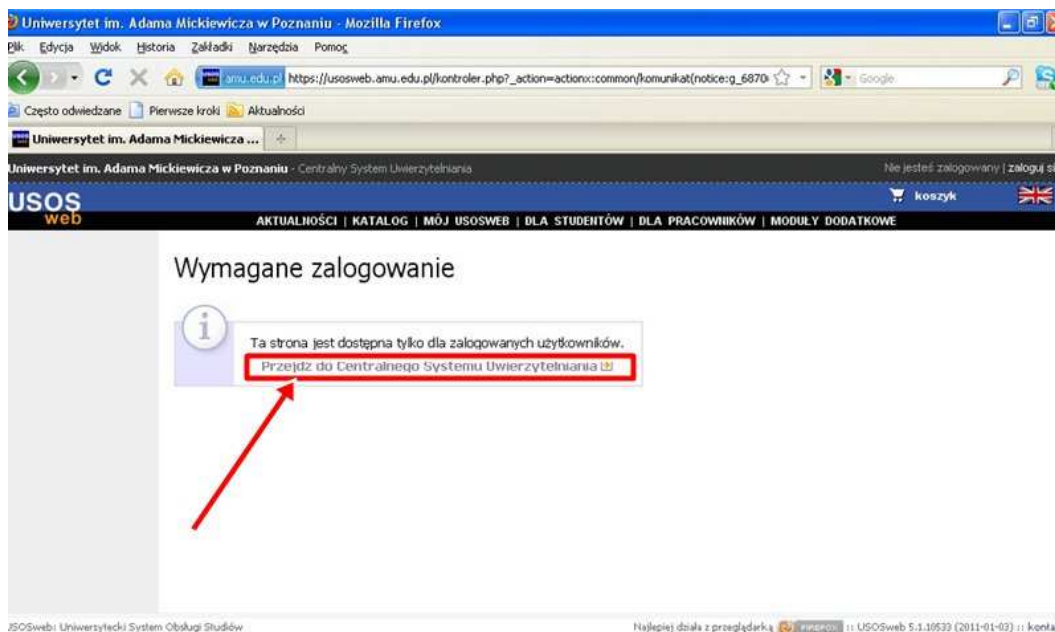 Uniwersytet im. Adama Mickiewicza w Poznaniu - Mozilla Firefox
Plik Edycja Widok Historia Zakładki Narzędzia Pomoc
amu.edu.pl https://usosweb.amu.edu.pl/kontroler.php?_action=actionx:common/komunikat(notice:g_6870 Google
Często odwiedzane Pierwsze kroki Aktualności
Uniwersytet im. Adama Mickiewicza ...
Uniwersytet im. Adama Mickiewicza w Poznaniu - Centralny System Uwierzytelniania Nie jesteś zalogowany | zaloguj si
USOS koszyk
web AKTUALNOŚCI | KATALOG | MÓJ USOSWEB | DLA STUDENTÓW | DLA PRACOWNIKÓW | MODUŁY DODATKOWE
Wymagane zalogowanie
i Ta strona jest dostępna tylko dla zalogowanych użytkowników.
Przejdź do Centralnego Systemu Uwierzytelniania
USOSweb: Uniwersytecki System Obsługi Studiów Najlepiej działa z przeglądarką FIREFOX :: USOSweb 5.1.10533 (2011-01-03) :: konta